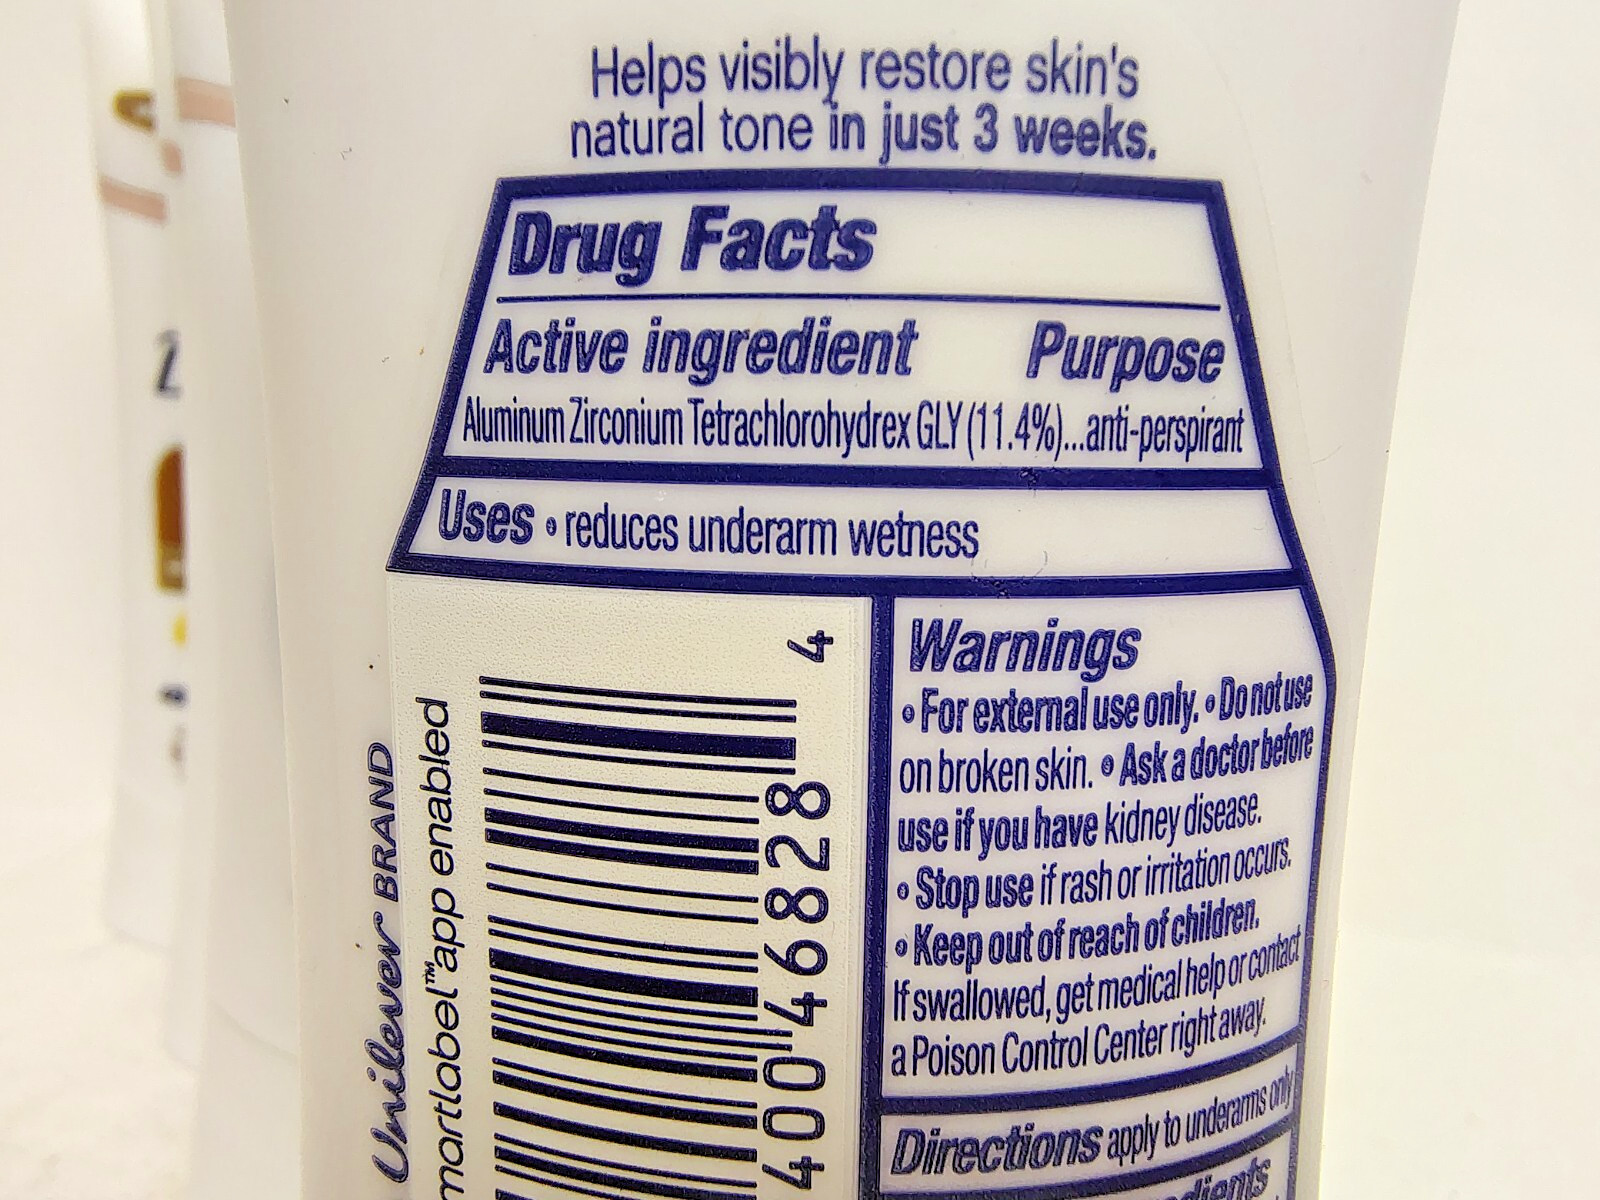 Helps visibly restore skin's
natural tone in just 3 weeks.
Drug Facts
Active ingredient Purpose
Aluminum Zirconium Tetrachlorohydrex GLY (11.4%)...anti-perspirant
Uses • reduces underarm wetness
Warnings
• For external use only. • Do not use
on broken skin. • Ask a doctor before
use if you have kidney disease.
• Stop use if rash or irritation occurs.
• Keep out of reach of children.
If swallowed, get medical help or contact
a Poison Control Center right away.
Directions apply to underarms only
Unilever BRAND
martlabel™ app enabled
400 46828 4
A
2